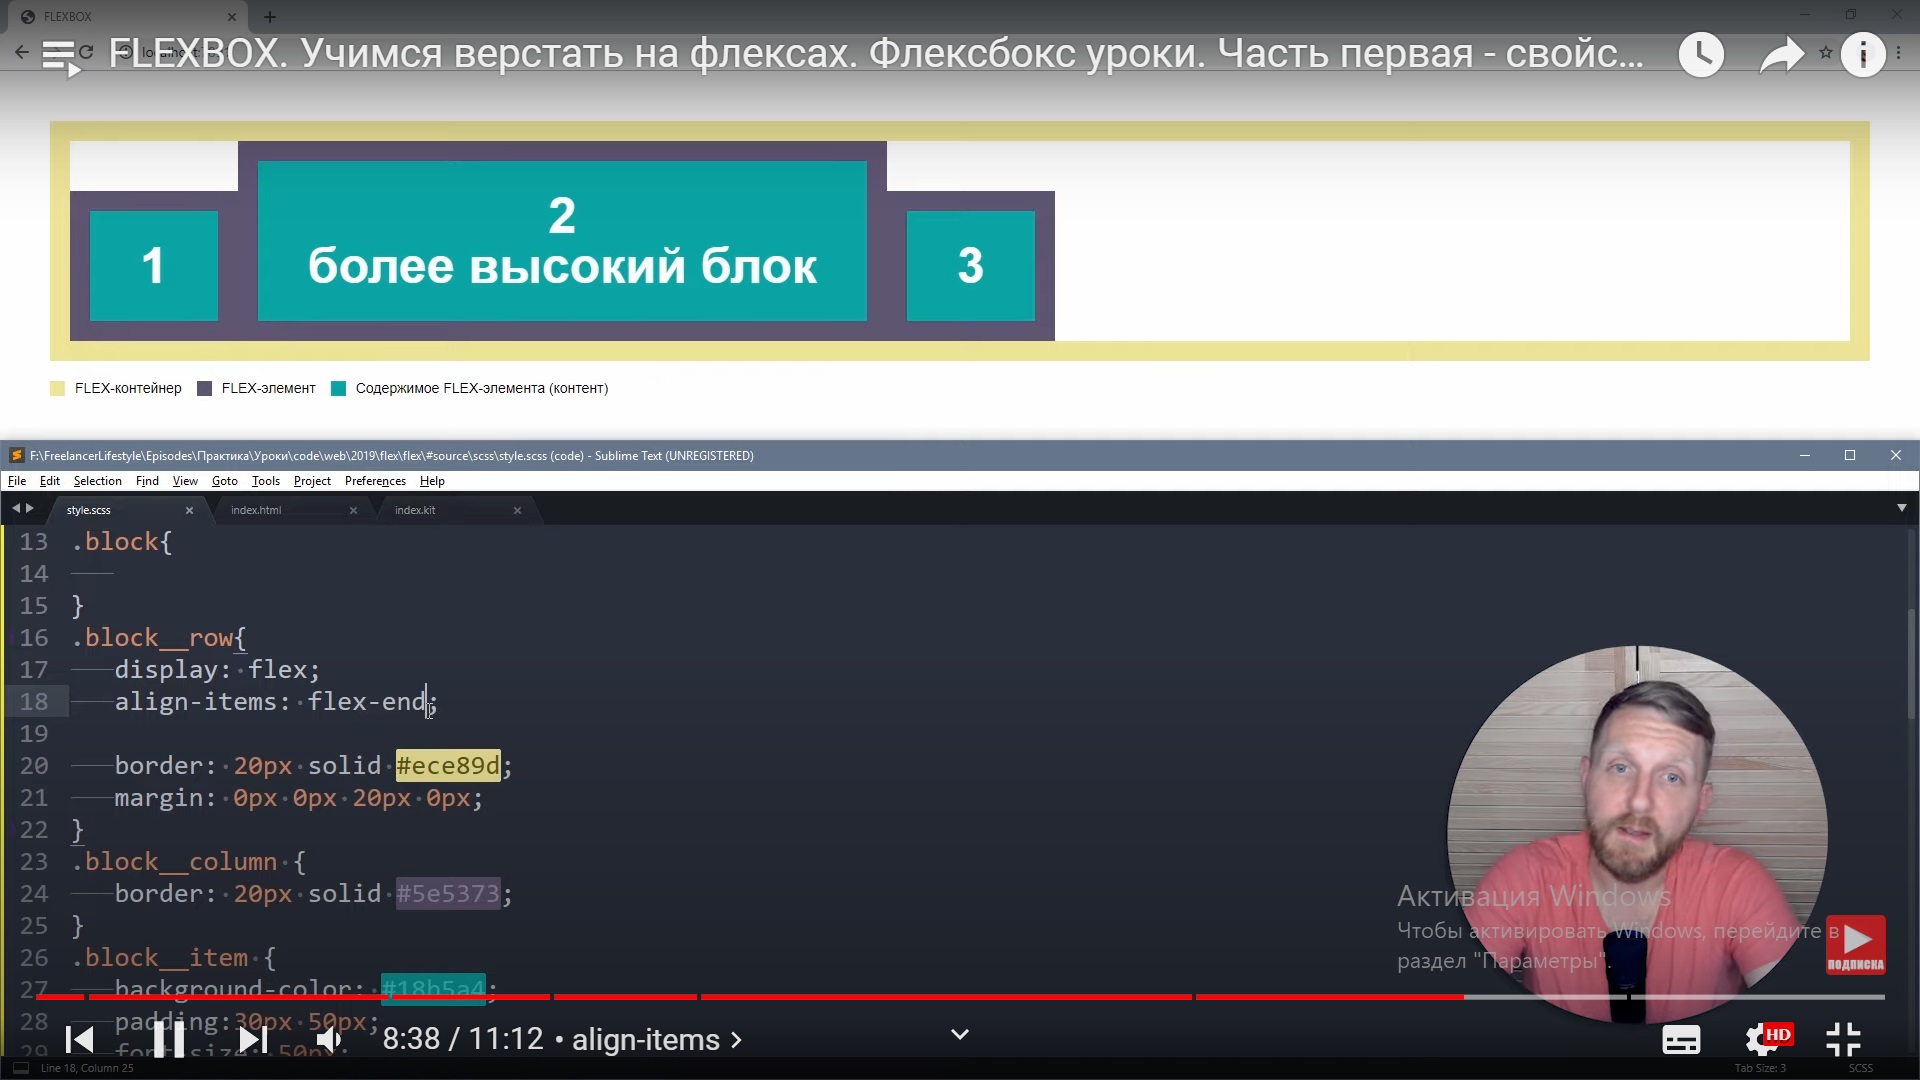 FLEXBOX
FLEXBOX. Учимся верстать на флексах. Флексбокс уроки. Часть первая - свойс...
1
2
более высокий блок
3
FLEX-контейнер
FLEX-элемент
Содержимое FLEX-элемента (контент)
F:\FreelancerLifestyle\Episodes\Практика\Уроки\code\web\2019\flex\flex\#source\scss\style.scss (code) - Sublime Text (UNREGISTERED)
File Edit Selection Find View Goto Tools Project Preferences Help
style.scss
index.html
index.kit
13 .block{
14
15 }
16 .block__row{
17 display: flex;
18 align-items: flex-end;
19
20 border: 20px solid #ece89d;
21 margin: 0px 0px 20px 0px;
22 }
23 .block__column {
24 border: 20px solid #5e5373;
25 }
26 .block__item {
27 background-color: #18b5a4;
28 padding:30px 50px;
29 font-size: 50px;
Активация Windows
Чтобы активировать Windows, перейдите в
раздел "Параметры".
ПОДПИСКА
8:38 / 11:12 • align-items
HD
Line 18, Column 25
Tab Size: 3
SCSS